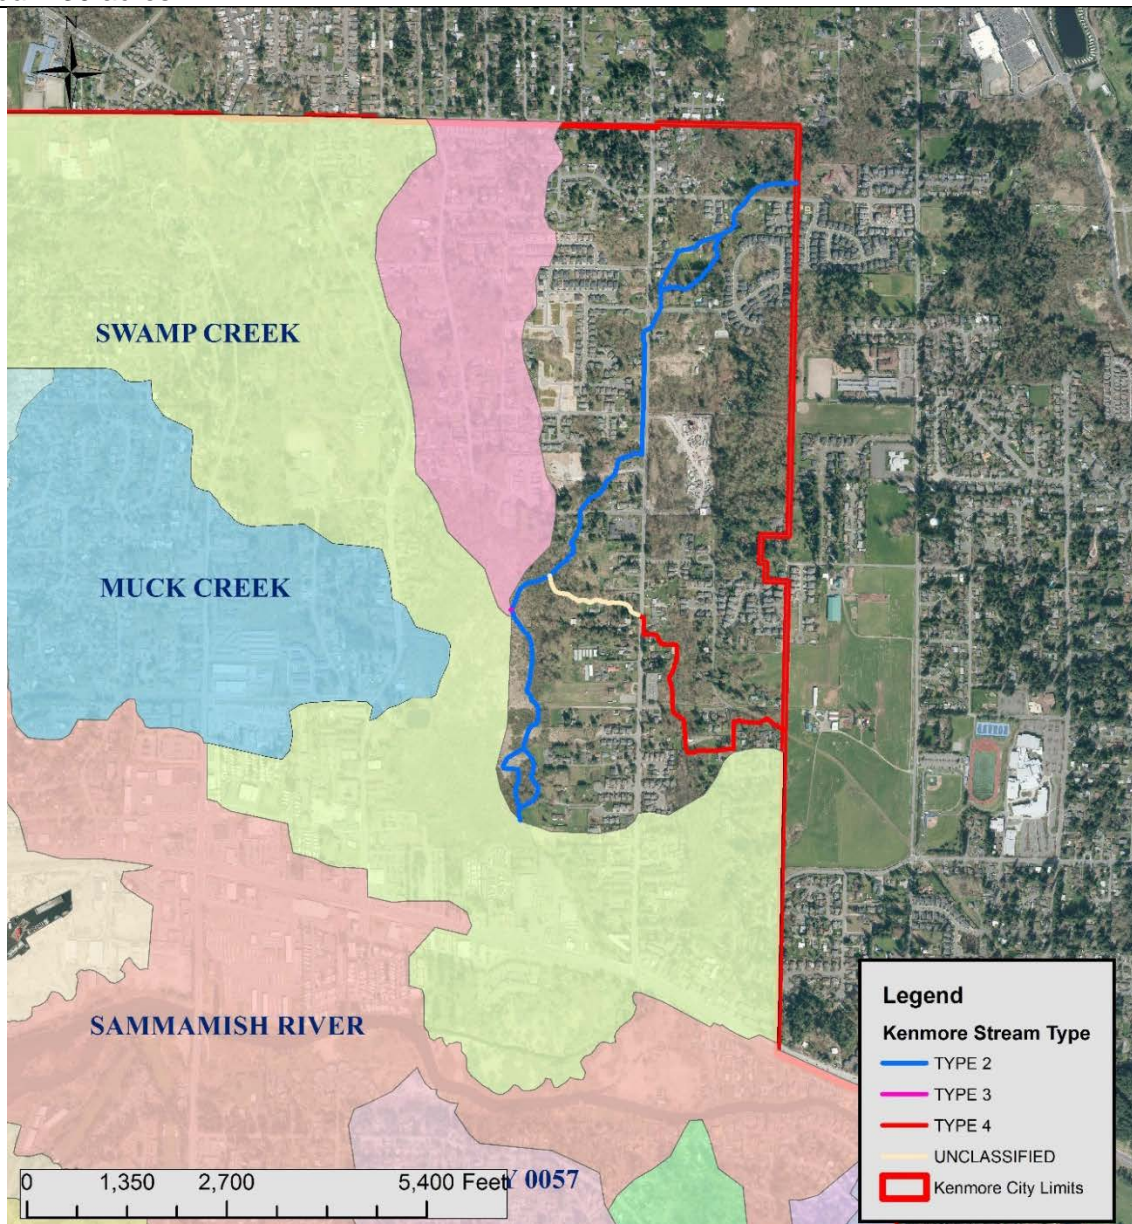 N
SWAMP CREEK
MUCK CREEK
SAMMAMISH RIVER
Y 0057
0 1,350 2,700 5,400 Feet
Legend
Kenmore Stream Type
TYPE 2
TYPE 3
TYPE 4
UNCLASSIFIED
Kenmore City Limits